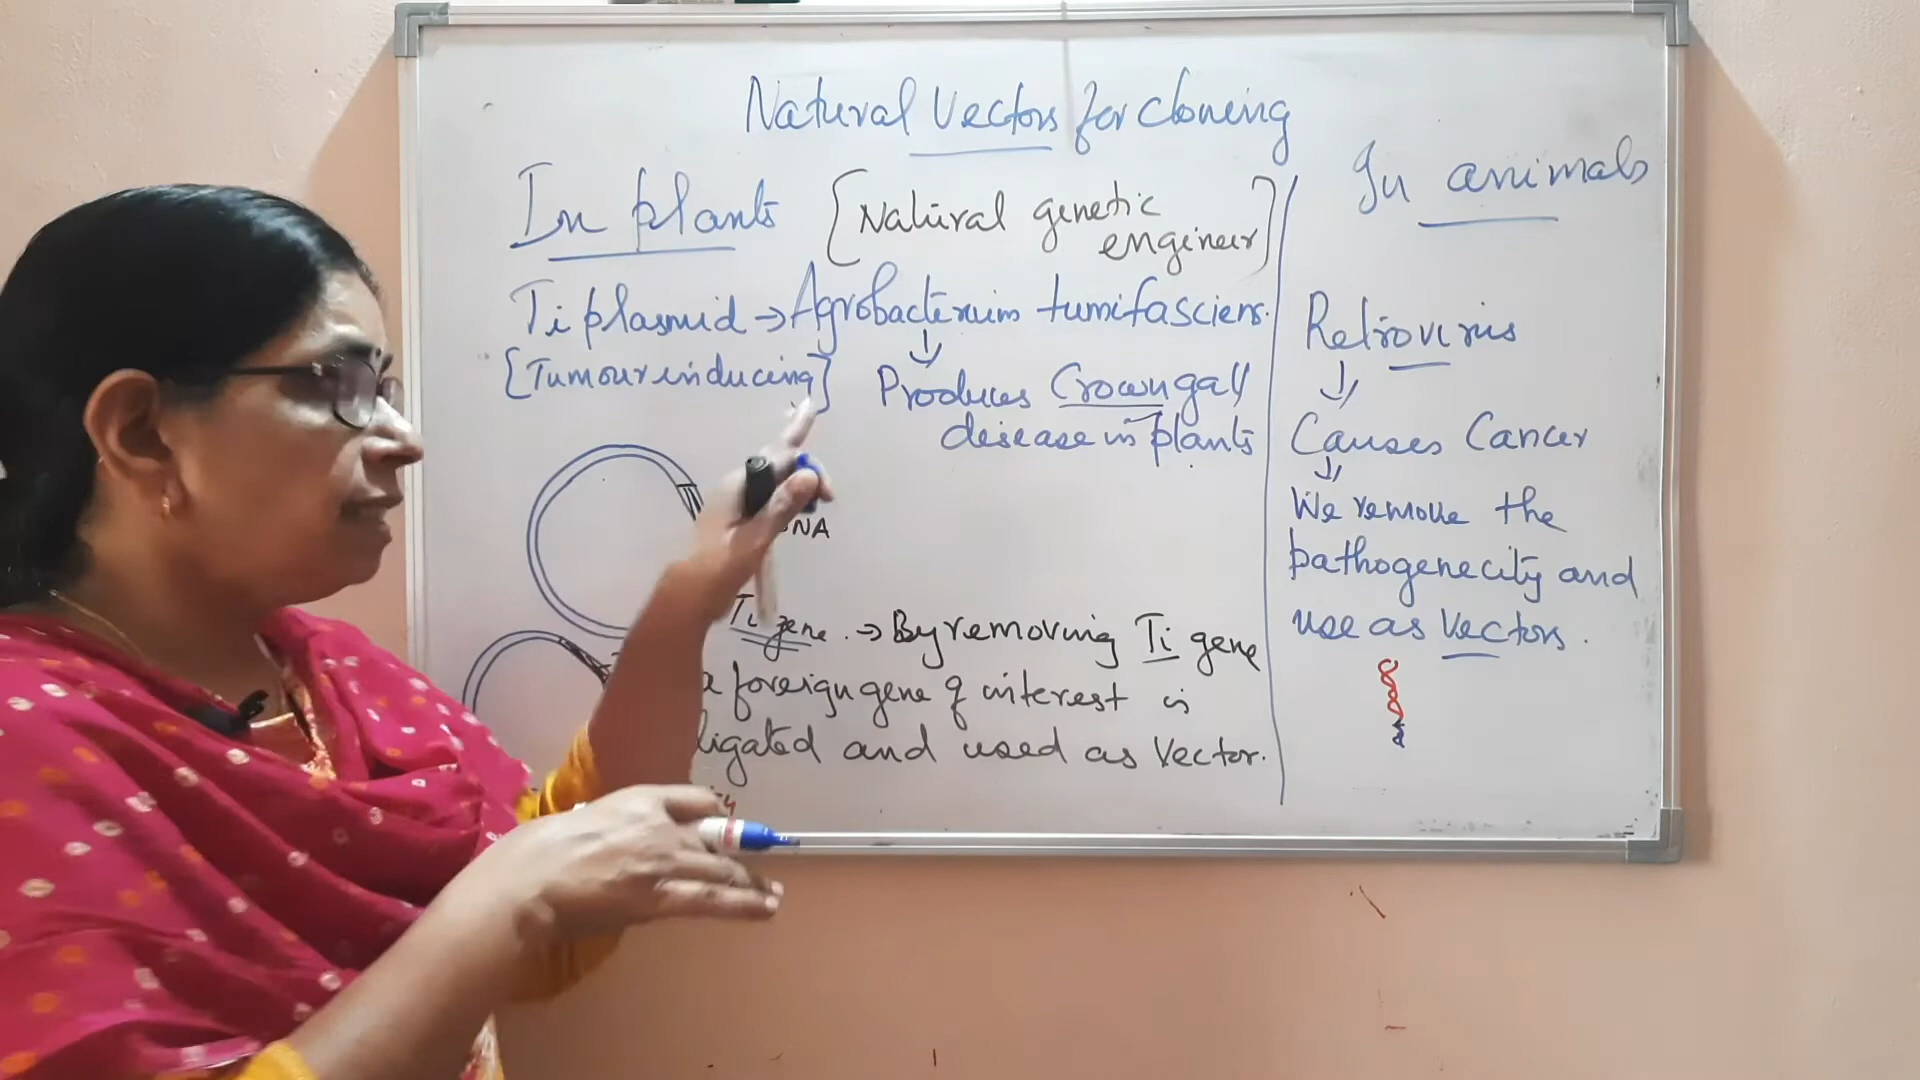 Natural Vectors for cloning
In plants
[Natural genetic
engineer]
Ti plasmid → Agrobacterium tumifasciens.
[Tumour inducing]
↓
Produces Crown gall
disease in plants
NA
Ti gene. → By removing Ti gene
a foreign gene of interest is
ligated and used as Vector.
In animals
Retrovirus
↓
Causes Cancer
↓
We remove the
pathogenecity and
use as Vectors.